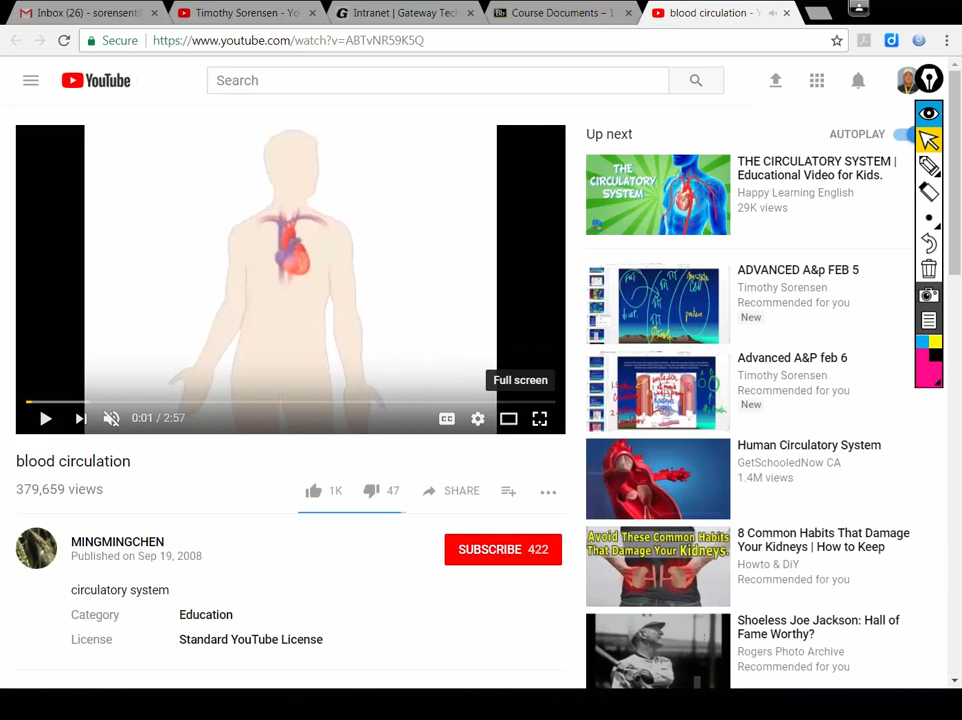 Inbox (26) - sorensent
Timothy Sorensen - Yo
Intranet | Gateway Tech
Course Documents – 1
blood circulation - Y
Secure
https://www.youtube.com/watch?v=ABTvNR59K5Q
YouTube
Search
Full screen
0:01 / 2:57
CC
blood circulation
379,659 views
1K
47
SHARE
MINGMINGCHEN
Published on Sep 19, 2008
SUBSCRIBE 422
circulatory system
Category
Education
License
Standard YouTube License
Up next
AUTOPLAY
THE CIRCULATORY SYSTEM
THE CIRCULATORY SYSTEM |
Educational Video for Kids.
Happy Learning English
29K views
ADVANCED A&p FEB 5
Timothy Sorensen
Recommended for you
New
Advanced A&P feb 6
Timothy Sorensen
Recommended for you
New
Human Circulatory System
GetSchooledNow CA
1.4M views
Avoid These Common Habits
That Damage Your Kidneys.
8 Common Habits That Damage
Your Kidneys | How to Keep
Howto & DiY
Recommended for you
Shoeless Joe Jackson: Hall of
Fame Worthy?
Rogers Photo Archive
Recommended for you